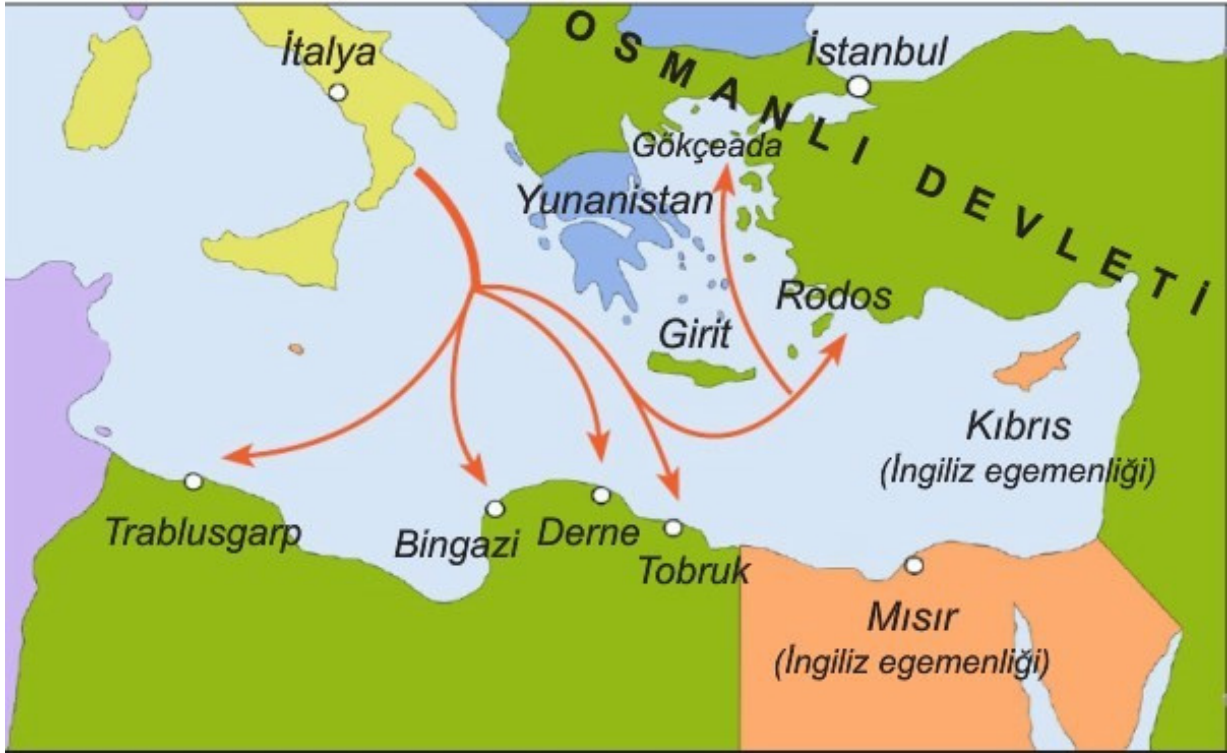 OSMANLI DEVLETİ
İtalya
İstanbul
Gökçeada
Yunanistan
Rodos
Girit
Kıbrıs
(İngiliz egemenliği)
Trablusgarp
Bingazi
Derne
Tobruk
Mısır
(İngiliz egemenliği)